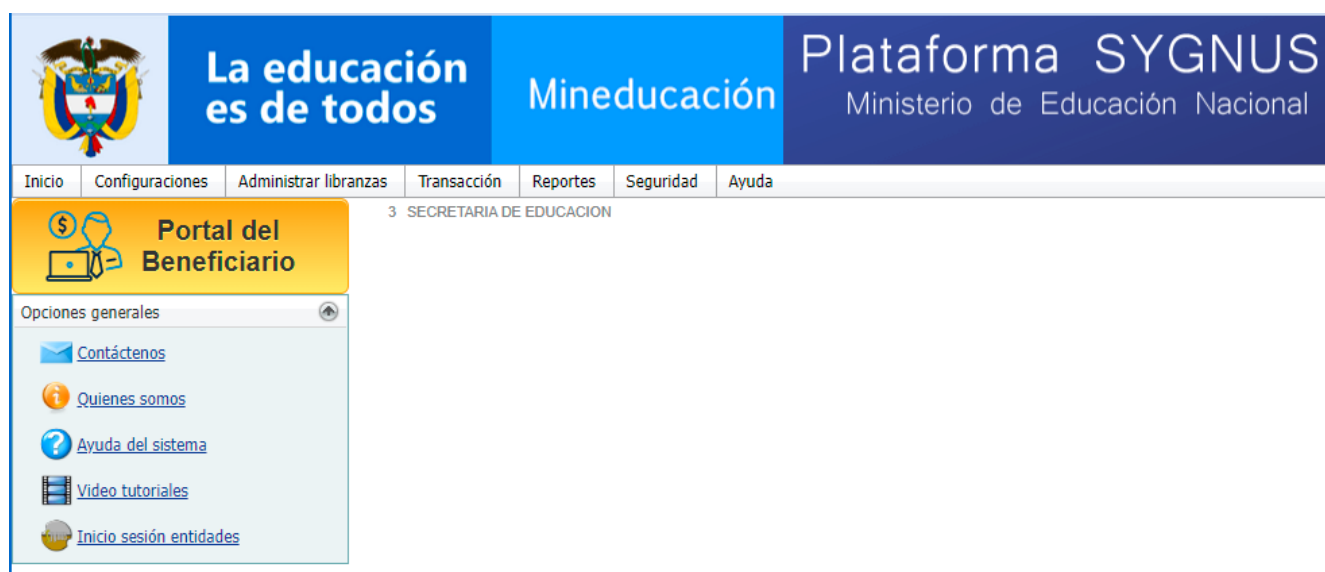 La educación
es de todos
Mineducación
Plataforma SYGNUS
Ministerio de Educación Nacional
Inicio Configuraciones Administrar libranzas Transacción Reportes Seguridad Ayuda
3 SECRETARIA DE EDUCACION
$
Portal del
Beneficiario
Opciones generales
Contáctenos
Quienes somos
Ayuda del sistema
Video tutoriales
Inicio sesión entidades